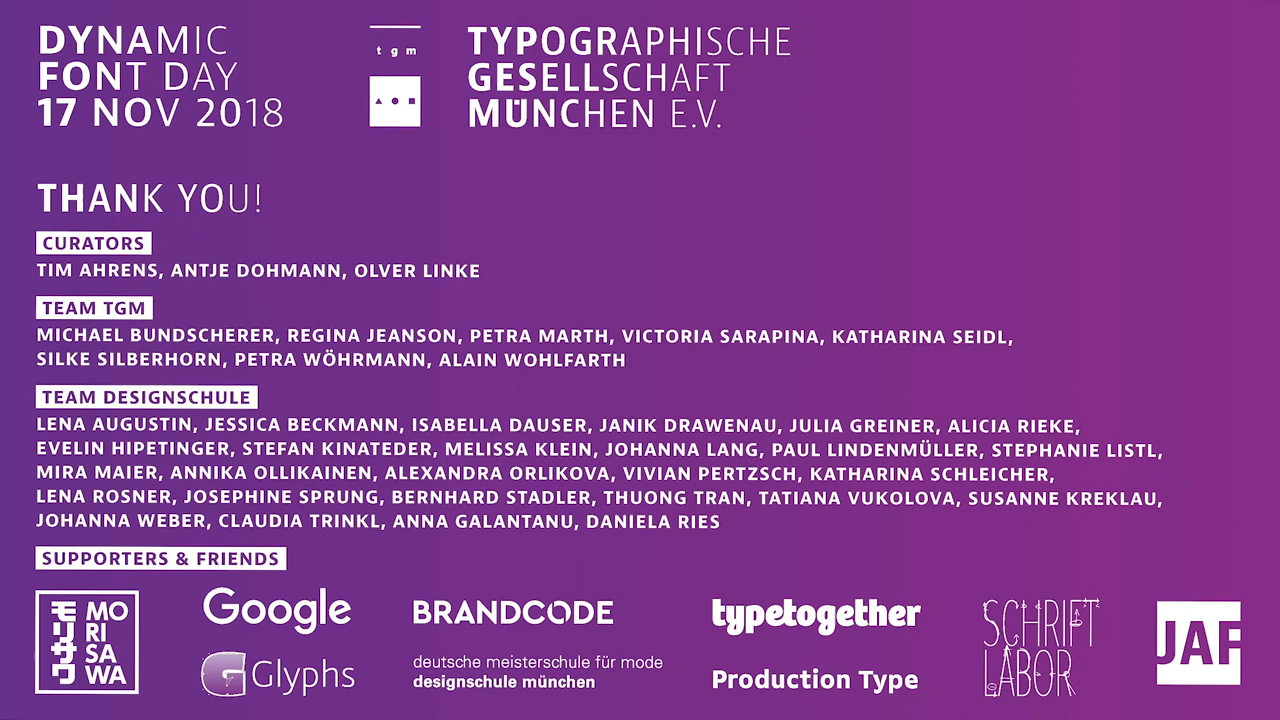 DYNAMIC
FONT DAY
17 NOV 2018
tgm
TYPOGRAPHISCHE
GESELLSCHAFT
MÜNCHEN E.V.
THANK YOU!
CURATORS
TIM AHRENS, ANTJE DOHMANN, OLVER LINKE
TEAM TGM
MICHAEL BUNDSCHERER, REGINA JEANSON, PETRA MARTH, VICTORIA SARAPINA, KATHARINA SEIDL,
SILKE SILBERHORN, PETRA WÖHRMANN, ALAIN WOHLFARTH
TEAM DESIGNSCHULE
LENA AUGUSTIN, JESSICA BECKMANN, ISABELLA DAUSER, JANIK DRAWENAU, JULIA GREINER, ALICIA RIEKE,
EVELIN HIPETINGER, STEFAN KINATEDER, MELISSA KLEIN, JOHANNA LANG, PAUL LINDENMÜLLER, STEPHANIE LISTL,
MIRA MAIER, ANNIKA OLLIKAINEN, ALEXANDRA ORLIKOVA, VIVIAN PERTZSCH, KATHARINA SCHLEICHER,
LENA ROSNER, JOSEPHINE SPRUNG, BERNHARD STADLER, THUONG TRAN, TATIANA VUKOLOVA, SUSANNE KREKLAU,
JOHANNA WEBER, CLAUDIA TRINKL, ANNA GALANTANU, DANIELA RIES
SUPPORTERS & FRIENDS
モリサワ
MO
RI
SA
WA
Google
Glyphs
BRANDCODE
deutsche meisterschule für mode
designschule münchen
typetogether
Production Type
SCHRIFT
LABOR
JAF